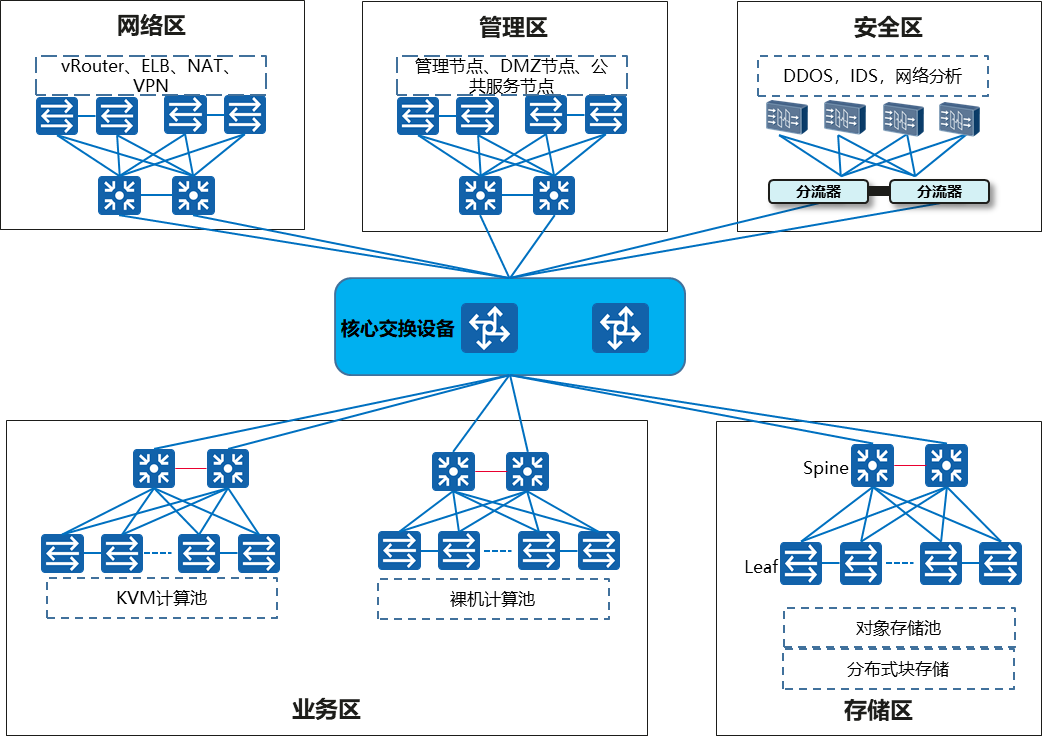 网络区
vRouter、ELB、NAT、
VPN
管理区
管理节点、DMZ节点、公
共服务节点
安全区
DDOS，IDS，网络分析
分流器
分流器
核心交换设备
KVM计算池
裸机计算池
业务区
Spine
Leaf
对象存储池
分布式块存储
存储区